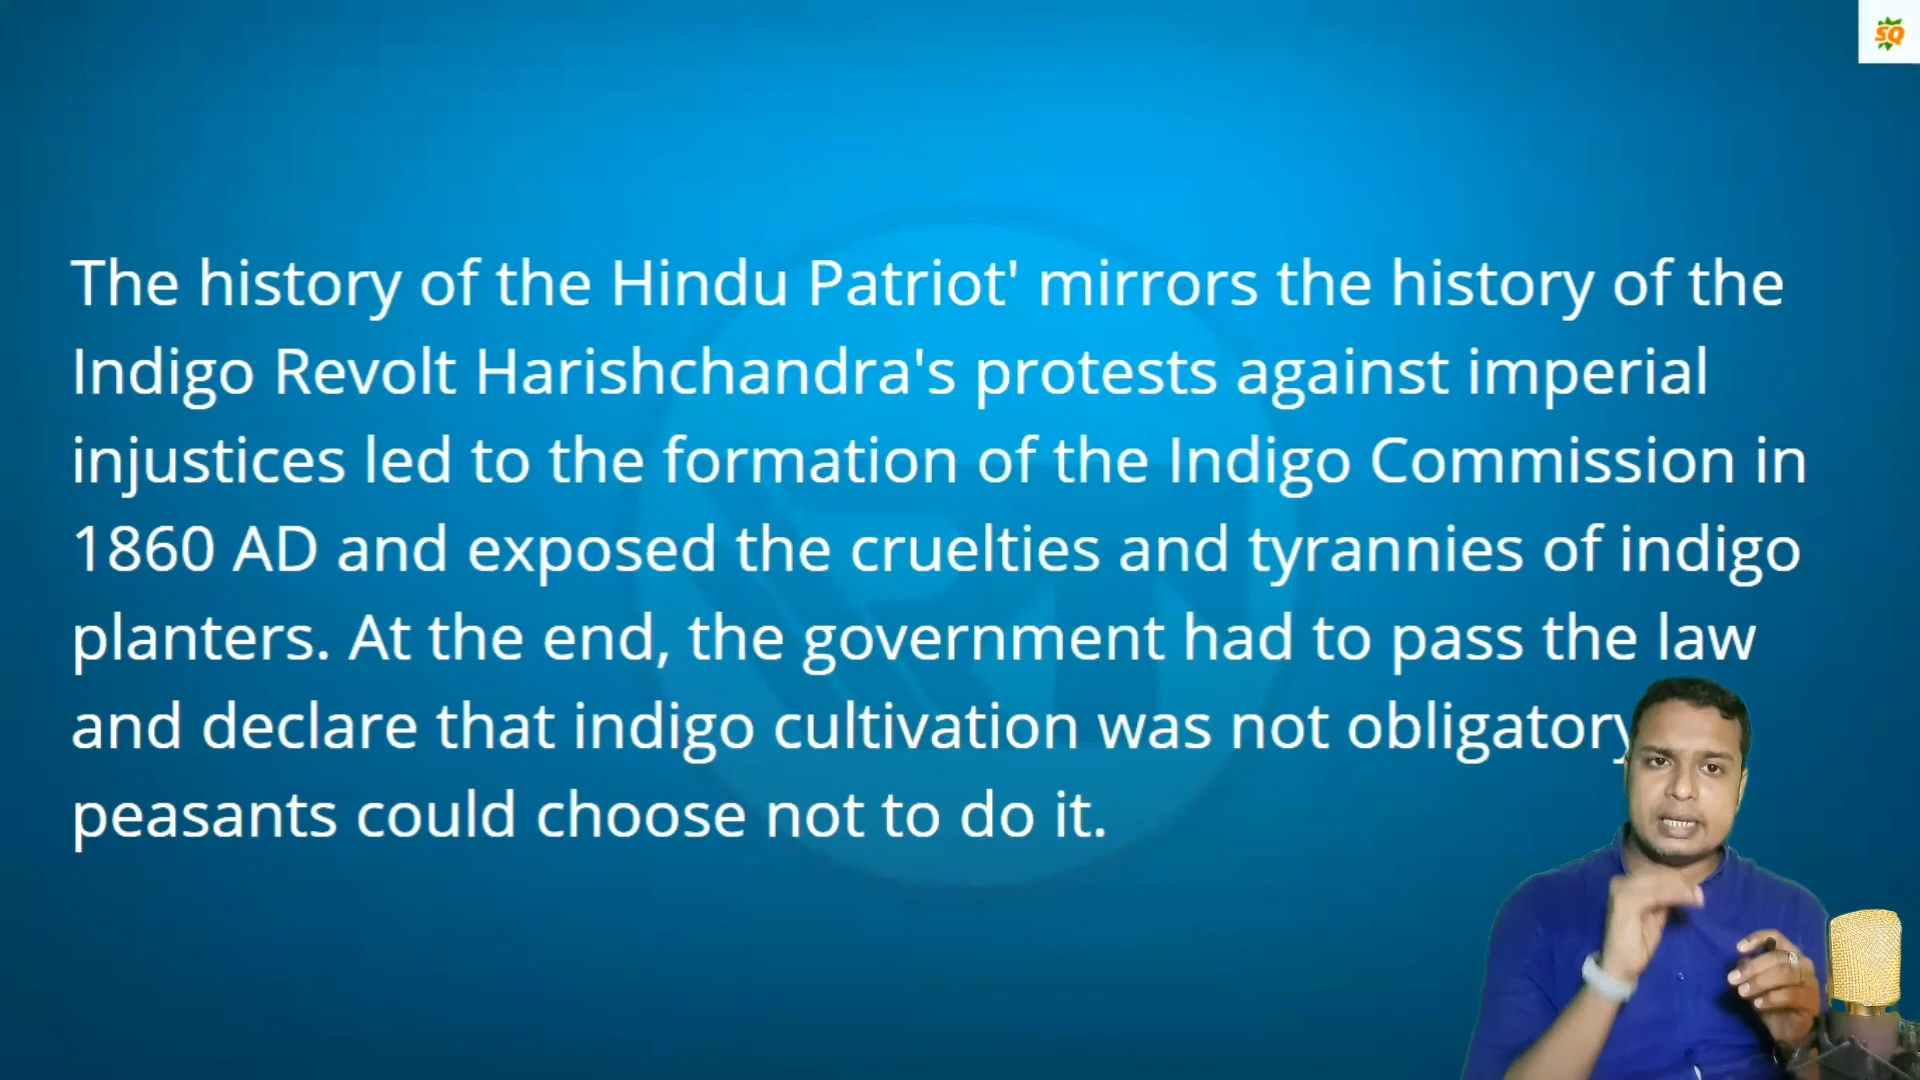 SQ
The history of the Hindu Patriot' mirrors the history of the
Indigo Revolt Harishchandra's protests against imperial
injustices led to the formation of the Indigo Commission in
1860 AD and exposed the cruelties and tyrannies of indigo
planters. At the end, the government had to pass the law
and declare that indigo cultivation was not obligatory
peasants could choose not to do it.